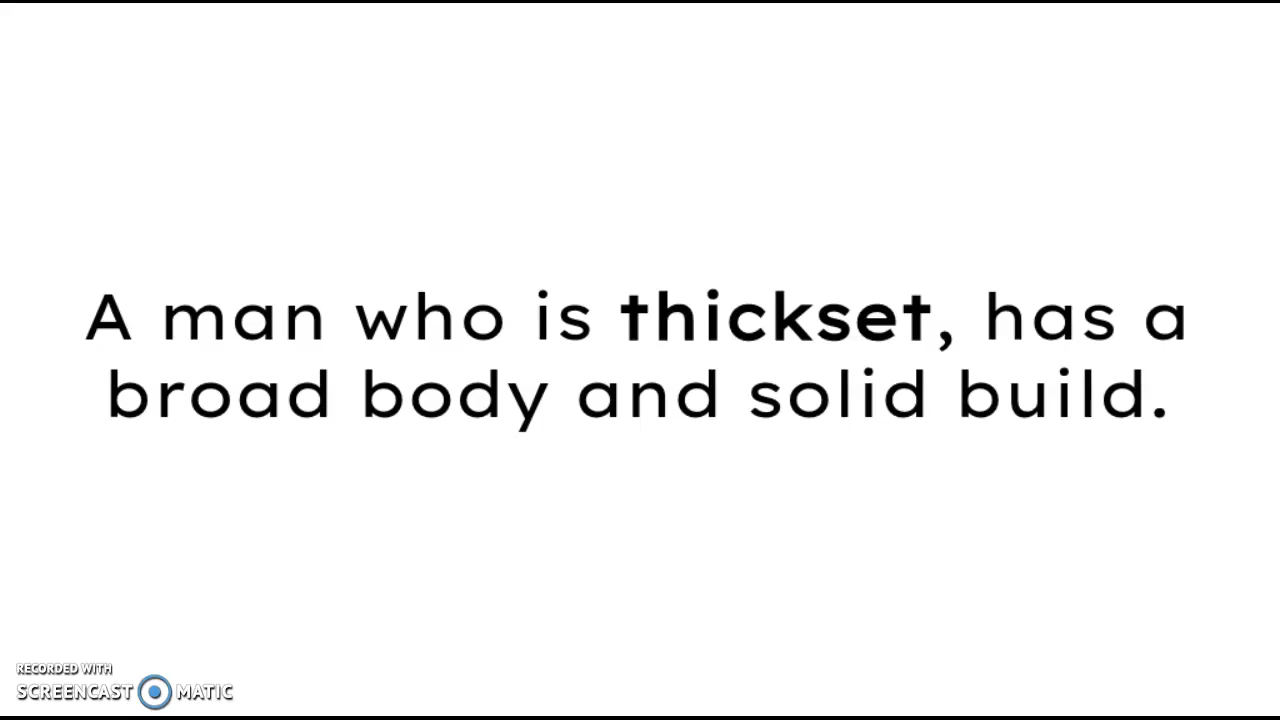 A man who is thickset, has a
broad body and solid build.
RECORDED WITH
SCREENCAST MATIC